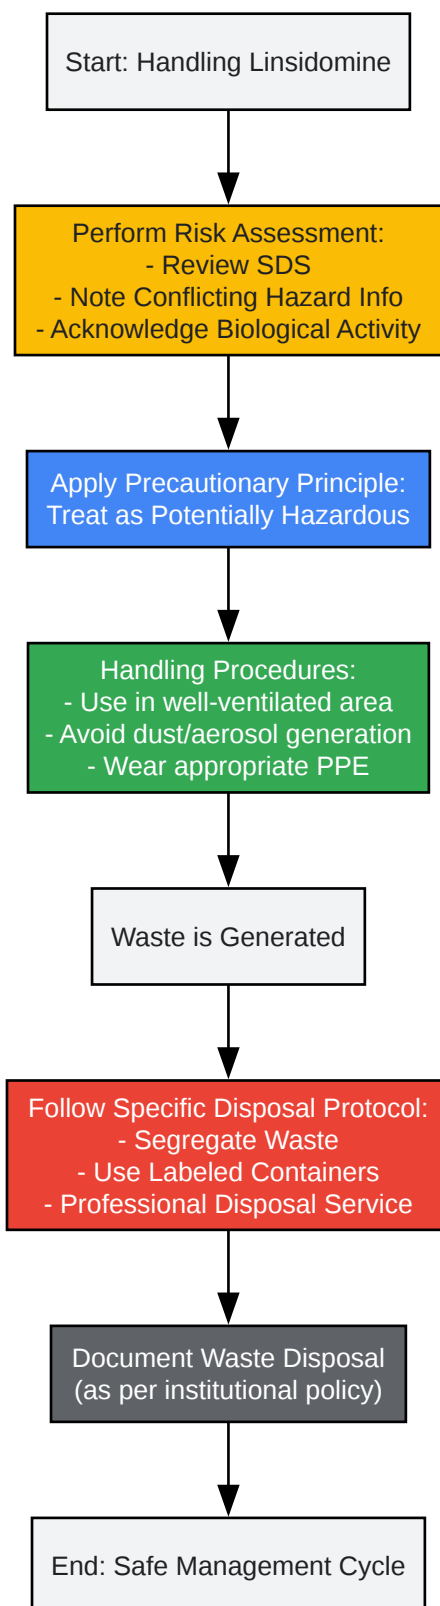 Start: Handling Linsidomine
Perform Risk Assessment:
- Review SDS
- Note Conflicting Hazard Info
- Acknowledge Biological Activity
Apply Precautionary Principle:
Treat as Potentially Hazardous
Handling Procedures:
- Use in well-ventilated area
- Avoid dust/aerosol generation
- Wear appropriate PPE
Waste is Generated
Follow Specific Disposal Protocol:
- Segregate Waste
- Use Labeled Containers
- Professional Disposal Service
Document Waste Disposal
(as per institutional policy)
End: Safe Management Cycle